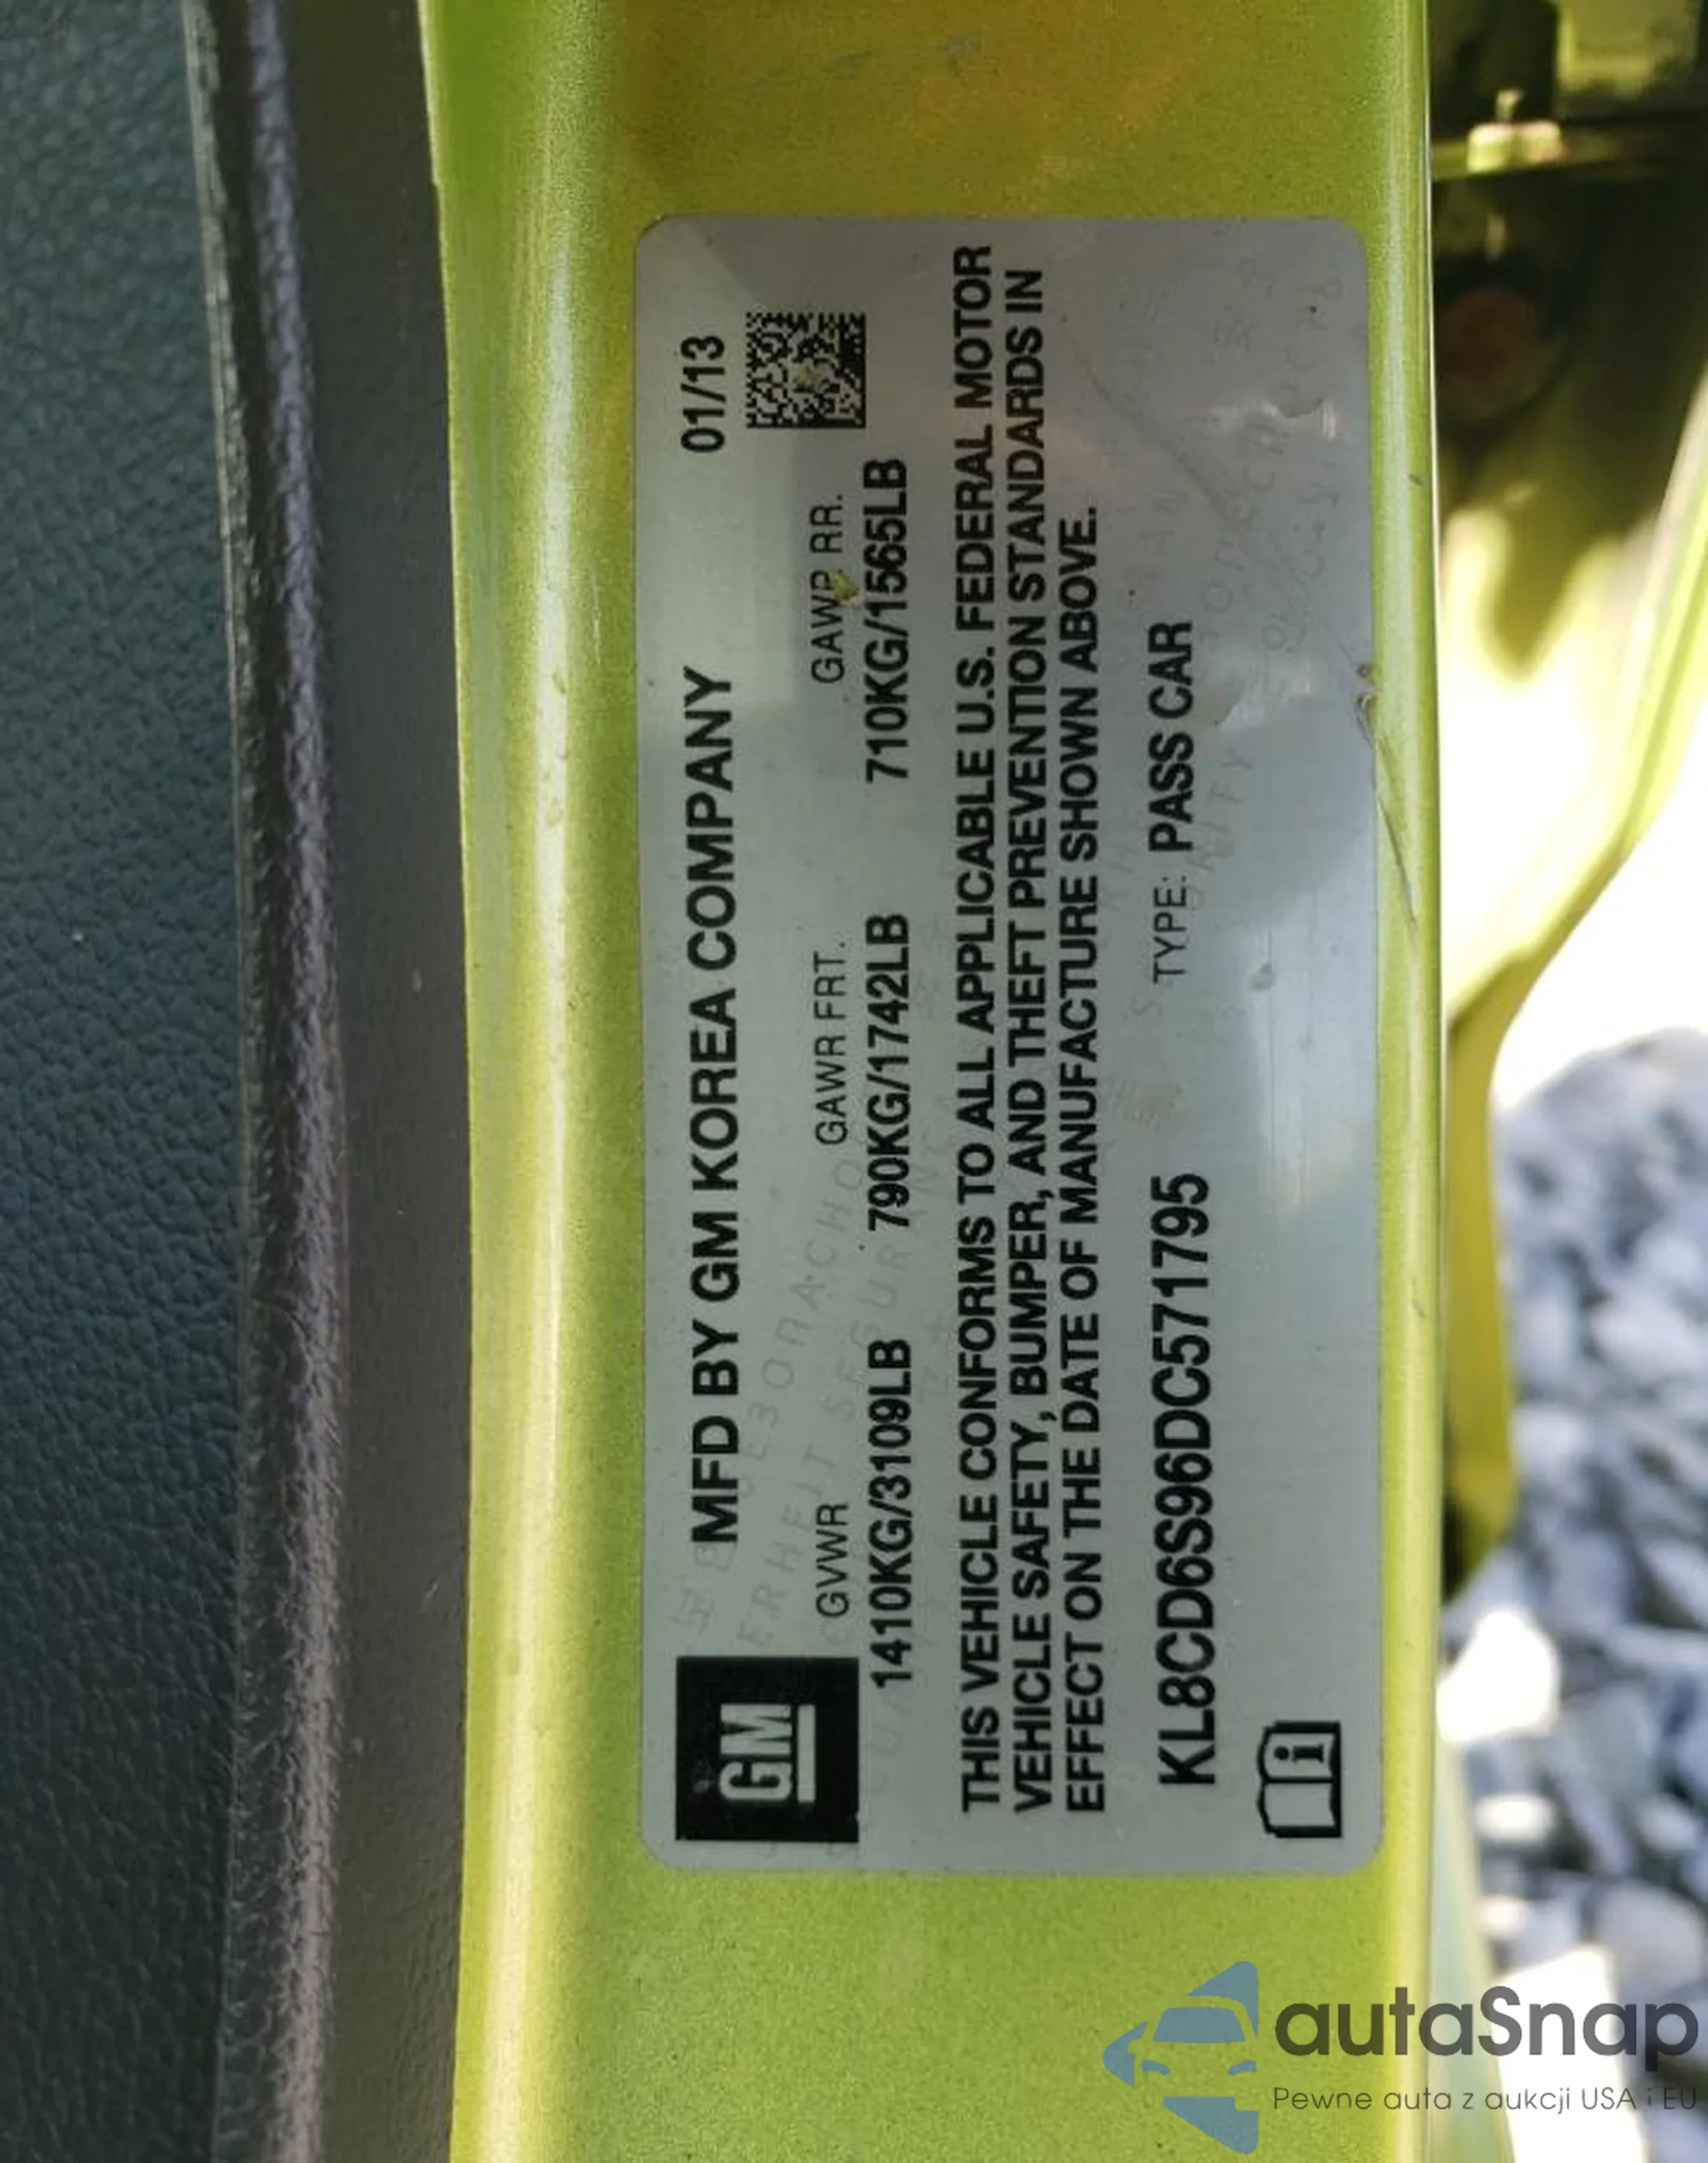 GM
MFD BY GM KOREA COMPANY 01/13
GVWR GAWR FRT. GAWR RR.
1410KG/3109LB 790KG/1742LB 710KG/1565LB
THIS VEHICLE CONFORMS TO ALL APPLICABLE U.S. FEDERAL MOTOR
VEHICLE SAFETY, BUMPER, AND THEFT PREVENTION STANDARDS IN
EFFECT ON THE DATE OF MANUFACTURE SHOWN ABOVE.
KL8CD6S96DC571795 TYPE: PASS CAR
autaSnap
Pewne auta z aukcji USA i EU